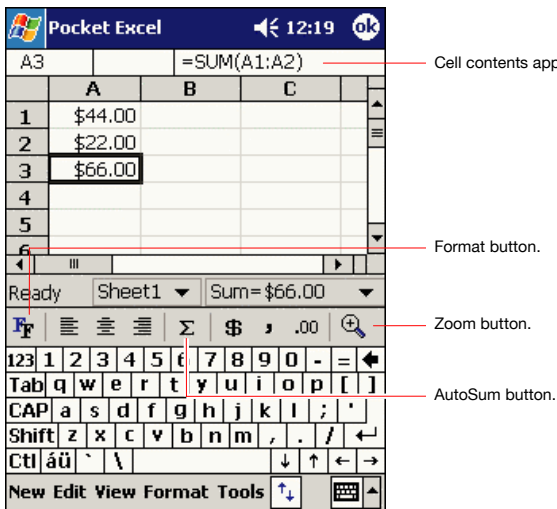 Pocket Excel 12:19 ok
A3 =SUM(A1:A2)
Cell contents app
A B C
1 $44.00
2 $22.00
3 $66.00
4
5
6
Format button.
Ready Sheet1 Sum=$66.00
F F Σ $ , .00
Zoom button.
123 1 2 3 4 5 6 7 8 9 0 - =
Tab q w e r t y u i o p [ ]
AutoSum button.
CAP a s d f g h j k l ; '
Shift z x c v b n m , . /
Ctl áü ` \ ↓ ↑ ← →
New Edit View Format Tools